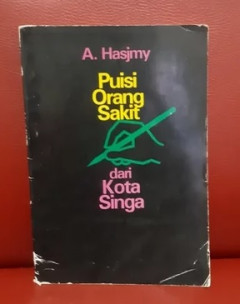 A. Hasjmy
Puisi
Orang
Sakit
dari
Kota
Singa